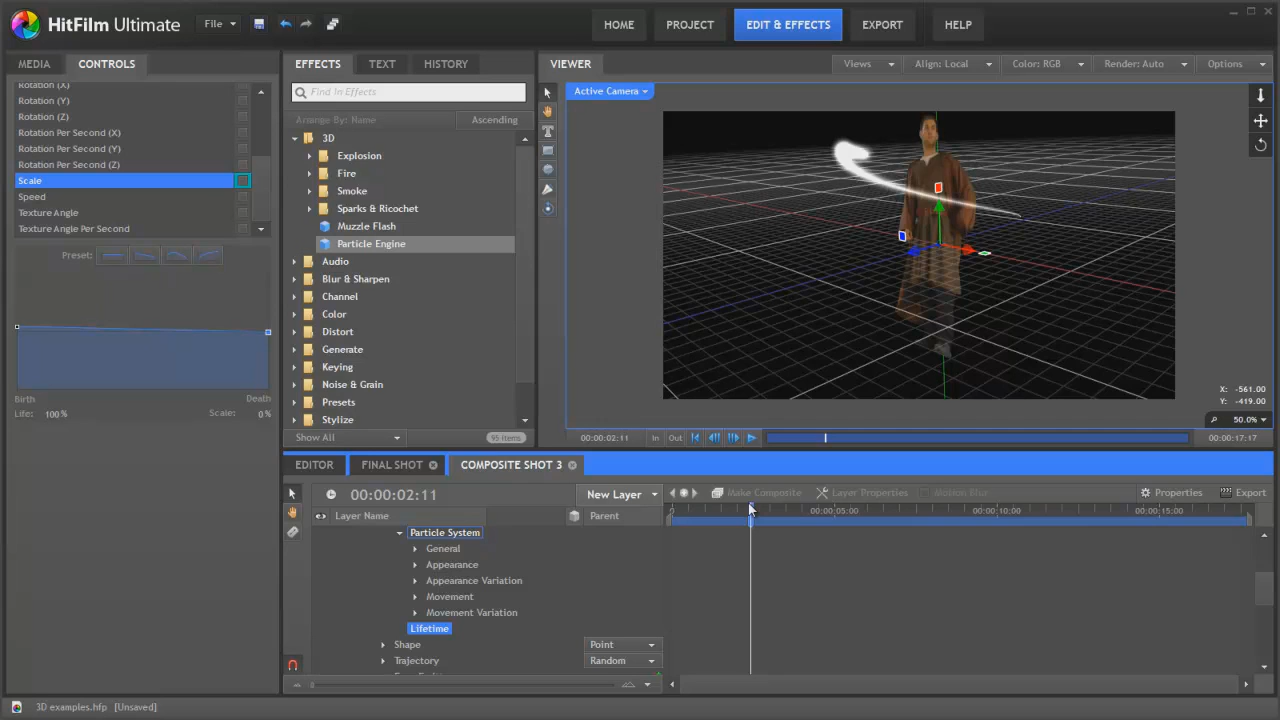 HitFilm Ultimate
File
HOME
PROJECT
EDIT & EFFECTS
EXPORT
HELP
MEDIA
CONTROLS
EFFECTS
TEXT
HISTORY
VIEWER
Views
Align: Local
Color: RGB
Render: Auto
Options
Rotation (X)
Rotation (Y)
Rotation (Z)
Rotation Per Second (X)
Rotation Per Second (Y)
Rotation Per Second (Z)
Scale
Speed
Texture Angle
Texture Angle Per Second
Preset:
Birth
Death
Life: 100%
Scale: 0%
Find In Effects
Arrange By: Name
Ascending
3D
Explosion
Fire
Smoke
Sparks & Ricochet
Muzzle Flash
Particle Engine
Audio
Blur & Sharpen
Channel
Color
Distort
Generate
Keying
Noise & Grain
Presets
Stylize
Show All
95 items
Active Camera
X: -561.00
Y: -419.00
50.0%
00:00:02:11
In
Out
00:00:17:17
EDITOR
FINAL SHOT
COMPOSITE SHOT 3
00:00:02:11
New Layer
Make Composite
Layer Properties
Motion Blur
Properties
Export
Layer Name
Parent
0
00:00:05:00
00:00:10:00
00:00:15:00
Particle System
General
Appearance
Appearance Variation
Movement
Movement Variation
Lifetime
Shape
Point
Trajectory
Random
3D examples.hfp [Unsaved]